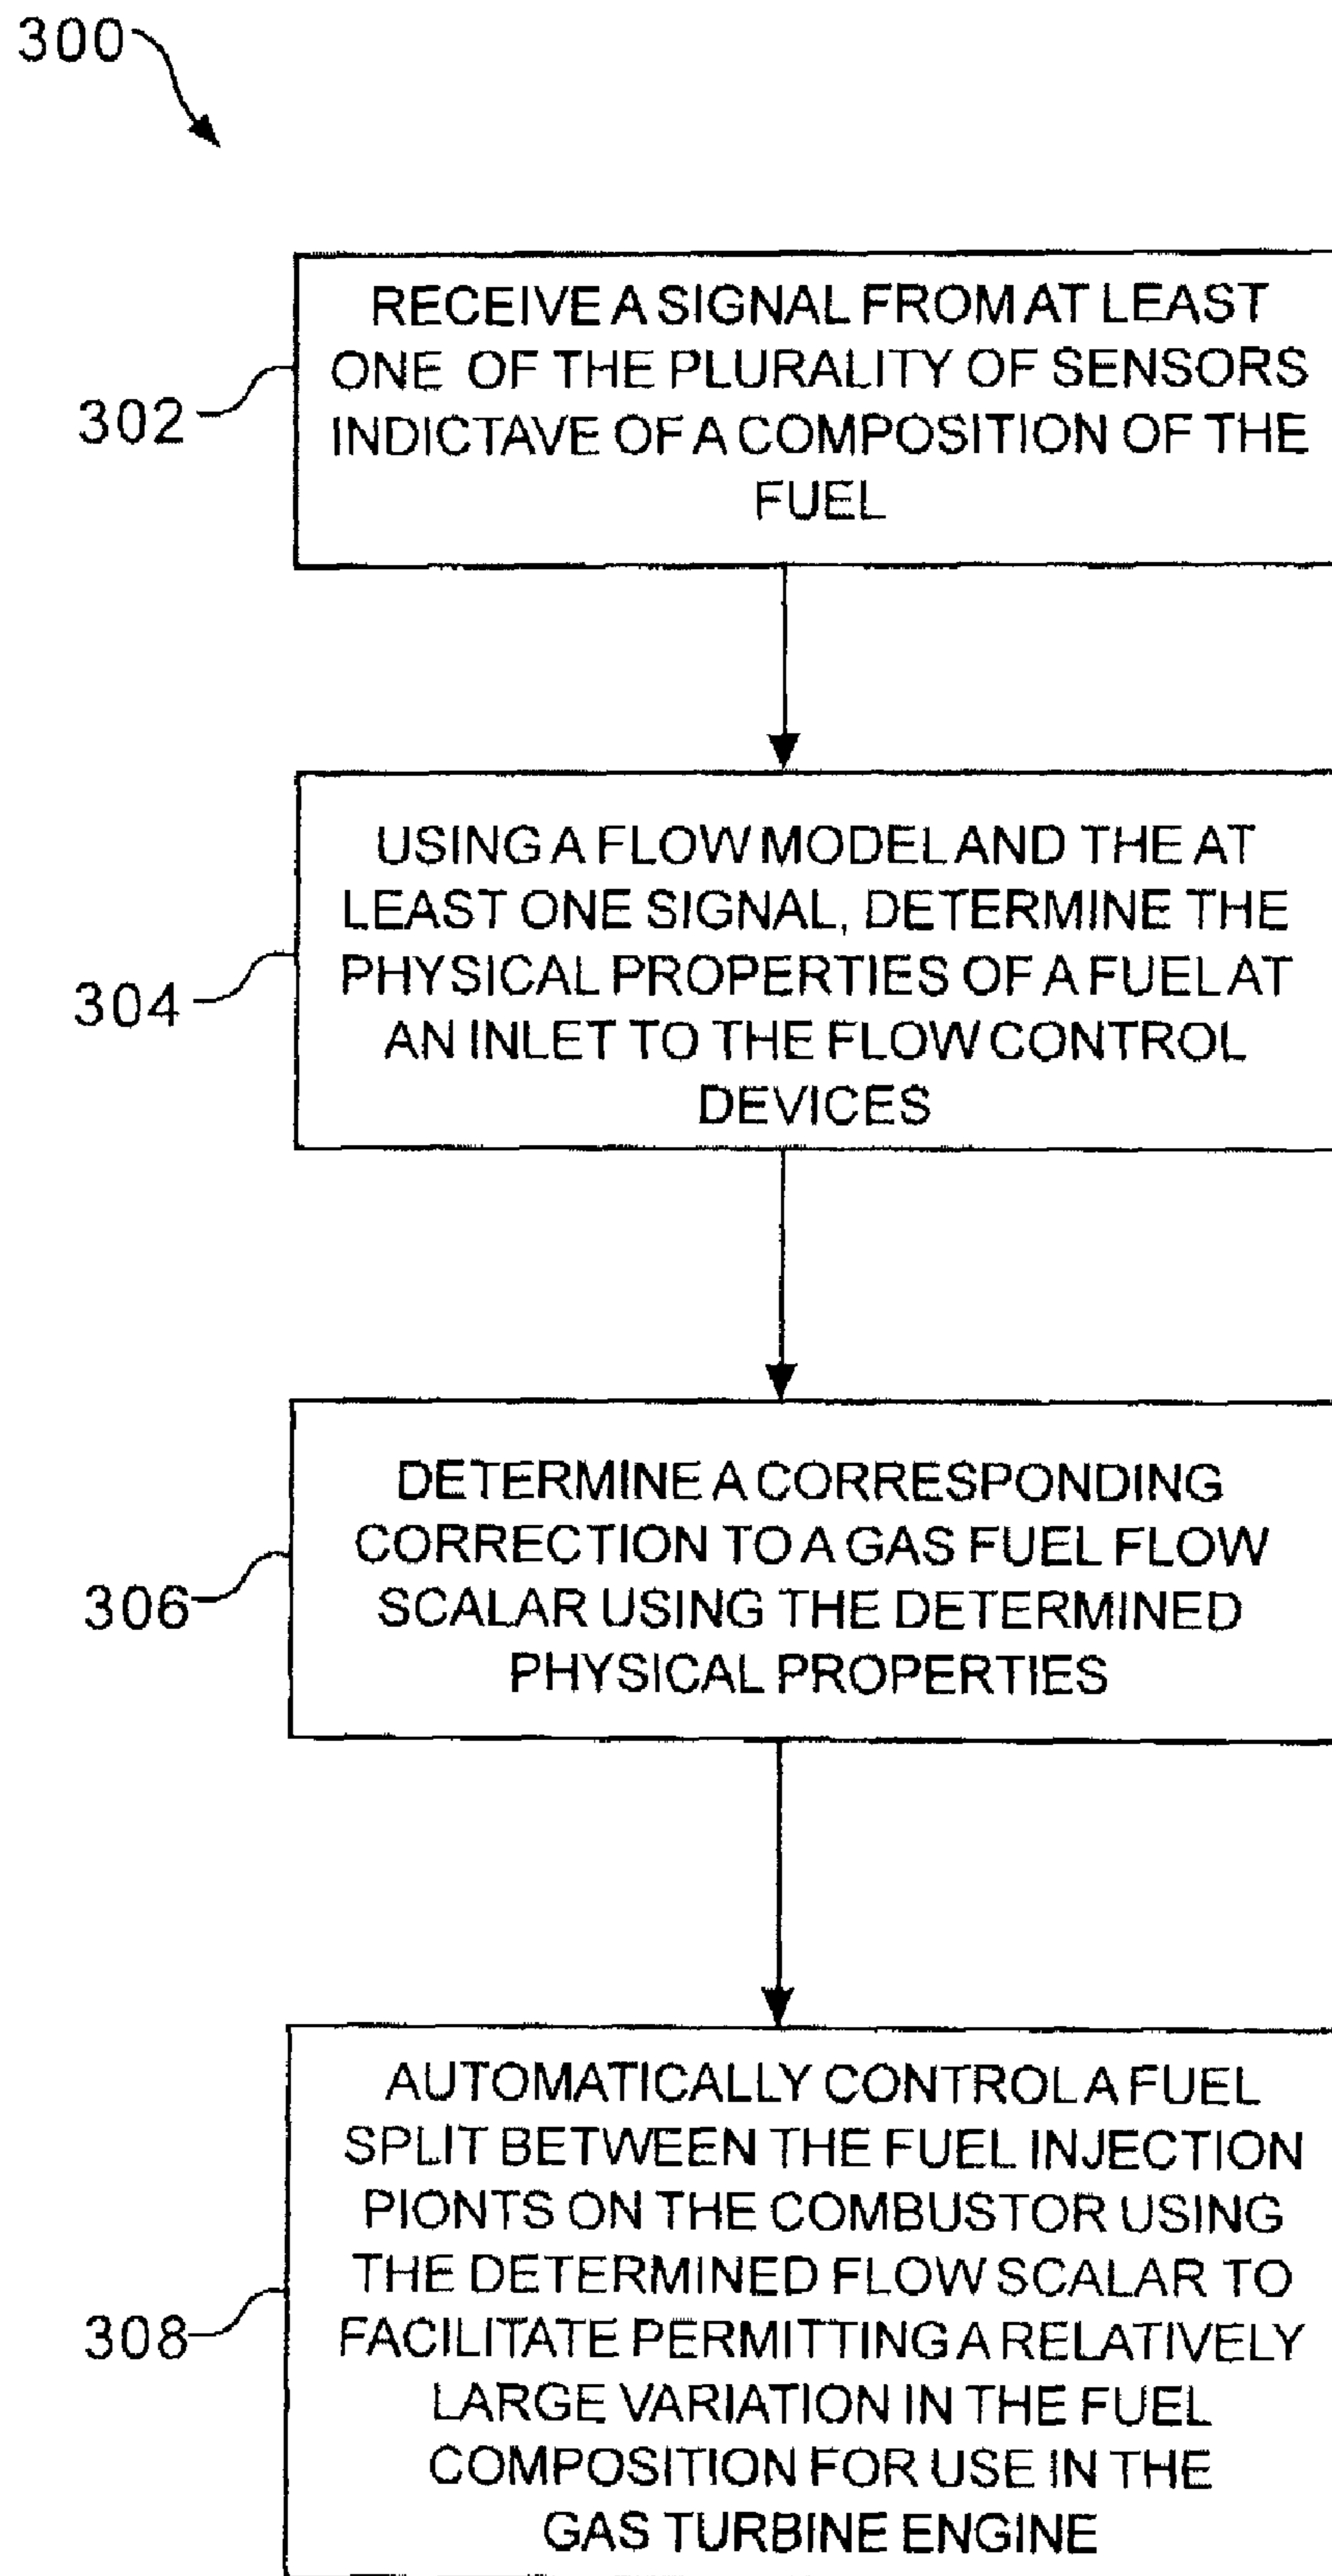 300
302
RECEIVE A SIGNAL FROM AT LEAST
ONE OF THE PLURALITY OF SENSORS
INDICTAVE OF A COMPOSITION OF THE
FUEL
304
USING A FLOW MODEL AND THE AT
LEAST ONE SIGNAL, DETERMINE THE
PHYSICAL PROPERTIES OF A FUEL AT
AN INLET TO THE FLOW CONTROL
DEVICES
306
DETERMINE A CORRESPONDING
CORRECTION TO A GAS FUEL FLOW
SCALAR USING THE DETERMINED
PHYSICAL PROPERTIES
308
AUTOMATICALLY CONTROL A FUEL
SPLIT BETWEEN THE FUEL INJECTION
PIONTS ON THE COMBUSTOR USING
THE DETERMINED FLOW SCALAR TO
FACILITATE PERMITTING A RELATIVELY
LARGE VARIATION IN THE FUEL
COMPOSITION FOR USE IN THE
GAS TURBINE ENGINE